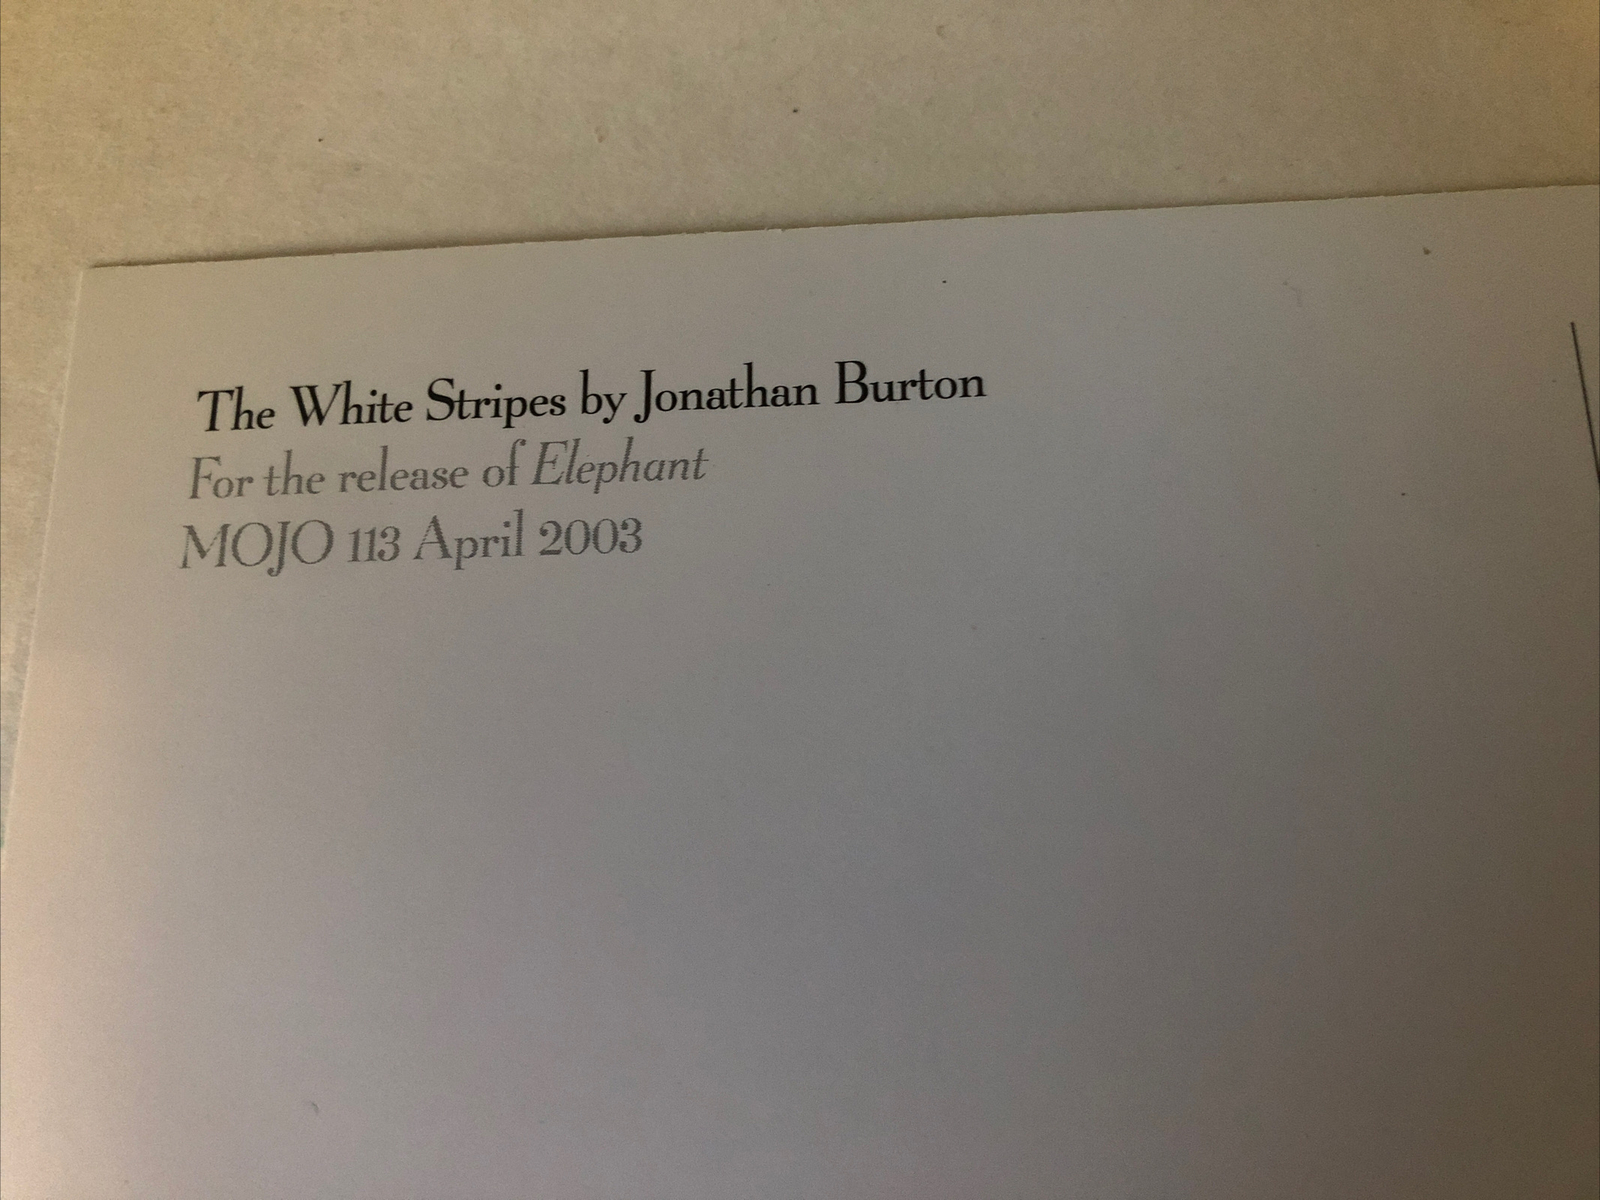 The White Stripes by Jonathan Burton
For the release of Elephant
MOJO 113 April 2003